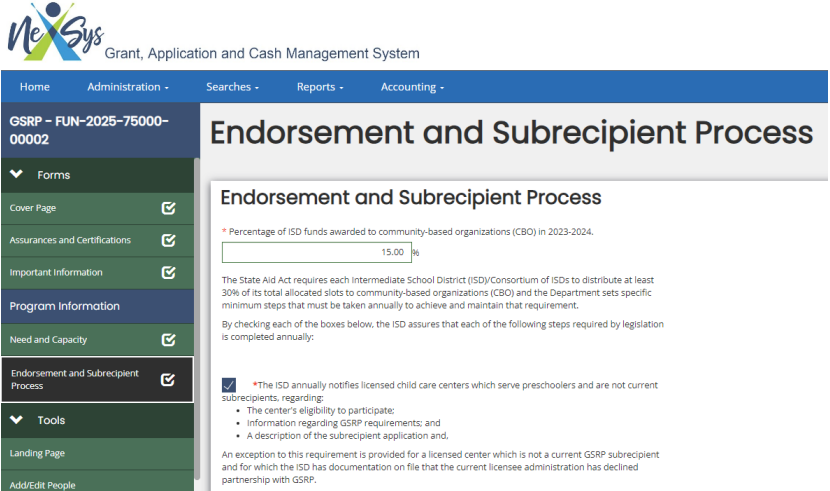 NexSys
Grant, Application and Cash Management System
Home Administration Searches Reports Accounting
GSRP - FUN-2025-75000-
00002
Forms
Cover Page
Assurances and Certifications
Important Information
Program Information
Need and Capacity
Endorsement and Subrecipient
Process
Tools
Landing Page
Add/Edit People
Endorsement and Subrecipient Process
Endorsement and Subrecipient Process
* Percentage of ISD funds awarded to community-based organizations (CBO) in 2023-2024.
15.00 %
The State Aid Act requires each Intermediate School District (ISD)/Consortium of ISDs to distribute at least
30% of its total allocated slots to community-based organizations (CBO) and the Department sets specific
minimum steps that must be taken annually to achieve and maintain that requirement.
By checking each of the boxes below, the ISD assures that each of the following steps required by legislation
is completed annually:
*The ISD annually notifies licensed child care centers which serve preschoolers and are not current
subrecipients, regarding:
• The center's eligibility to participate;
• Information regarding GSRP requirements; and
• A description of the subrecipient application and,
An exception to this requirement is provided for a licensed center which is not a current GSRP subrecipient
and for which the ISD has documentation on file that the current licensee administration has declined
partnership with GSRP.